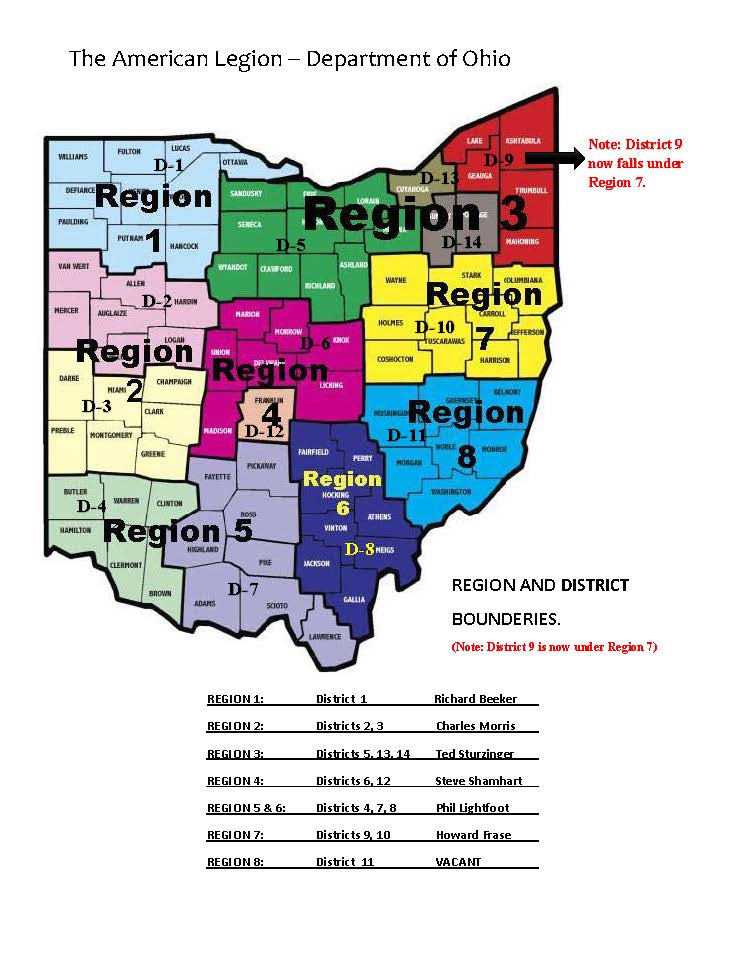 The American Legion – Department of Ohio
WILLIAMS
FULTON
LUCAS
OTTAWA
D-1
DEFIANCE
Region
1
PAULDING
PUTNAM
HANCOCK
SANDUSKY
ERIE
LORAIN
SENECA
Region 3
D-5
WYANDOT
CRAWFORD
ASHLAND
RICHLAND
CUYAHOGA
D-13
D-14
LAKE
ASHTABULA
D-9
GEAUGA
TRUMBULL
MAHONING
Note: District 9
now falls under
Region 7.
VAN WERT
ALLEN
D-2
HARDIN
MERCER
AUGLAIZE
LOGAN
Region
2
DARKE
MIAMI
CHAMPAIGN
D-3
CLARK
PREBLE
MONTGOMERY
GREENE
MARION
MORROW
D-6
KNOX
UNION
DELAWARE
Region
4
LICKING
FRANKLIN
D-12
MADISON
WAYNE
STARK
COLUMBIANA
Region
7
CARROLL
HOLMES
D-10
TUSCARAWAS
JEFFERSON
COSHOCTON
HARRISON
BELMONT
GUERNSEY
MUSKINGUM
Region
8
D-11
NOBLE
MONROE
MORGAN
WASHINGTON
FAIRFIELD
PERRY
Region
6
HOCKING
ATHENS
VINTON
D-8
MEIGS
JACKSON
GALLIA
BUTLER
WARREN
CLINTON
D-4
HAMILTON
Region 5
CLERMONT
BROWN
FAYETTE
PICKAWAY
ROSS
HIGHLAND
PIKE
D-7
ADAMS
SCIOTO
LAWRENCE
REGION AND DISTRICT
BOUNDERIES.
(Note: District 9 is now under Region 7)
REGION 1: District 1 Richard Beeker
REGION 2: Districts 2, 3 Charles Morris
REGION 3: Districts 5, 13, 14 Ted Sturzinger
REGION 4: Districts 6, 12 Steve Shamhart
REGION 5 & 6: Districts 4, 7, 8 Phil Lightfoot
REGION 7: Districts 9, 10 Howard Frase
REGION 8: District 11 VACANT